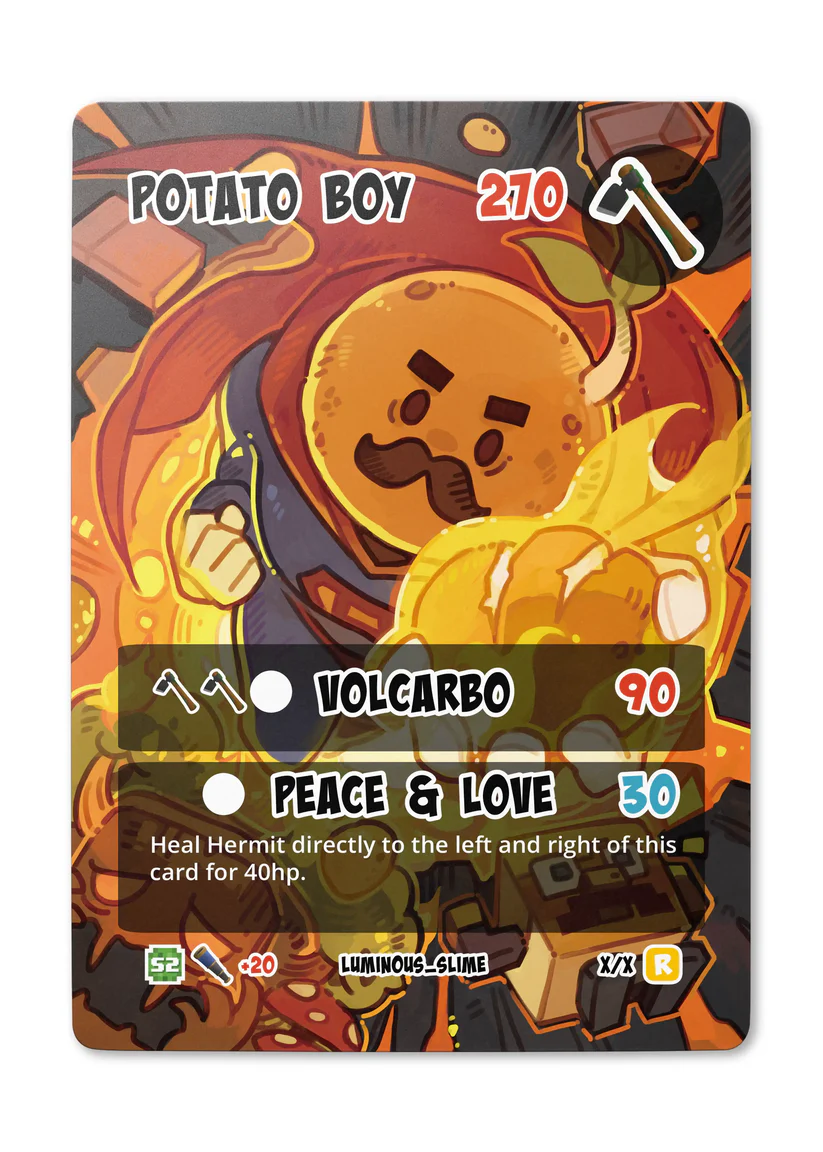 POTATO BOY 270
VOLCARBO 90
PEACE & LOVE 30
Heal Hermit directly to the left and right of this
card for 40hp.
S2 +20 LUMINOUS_SLIME X/X R